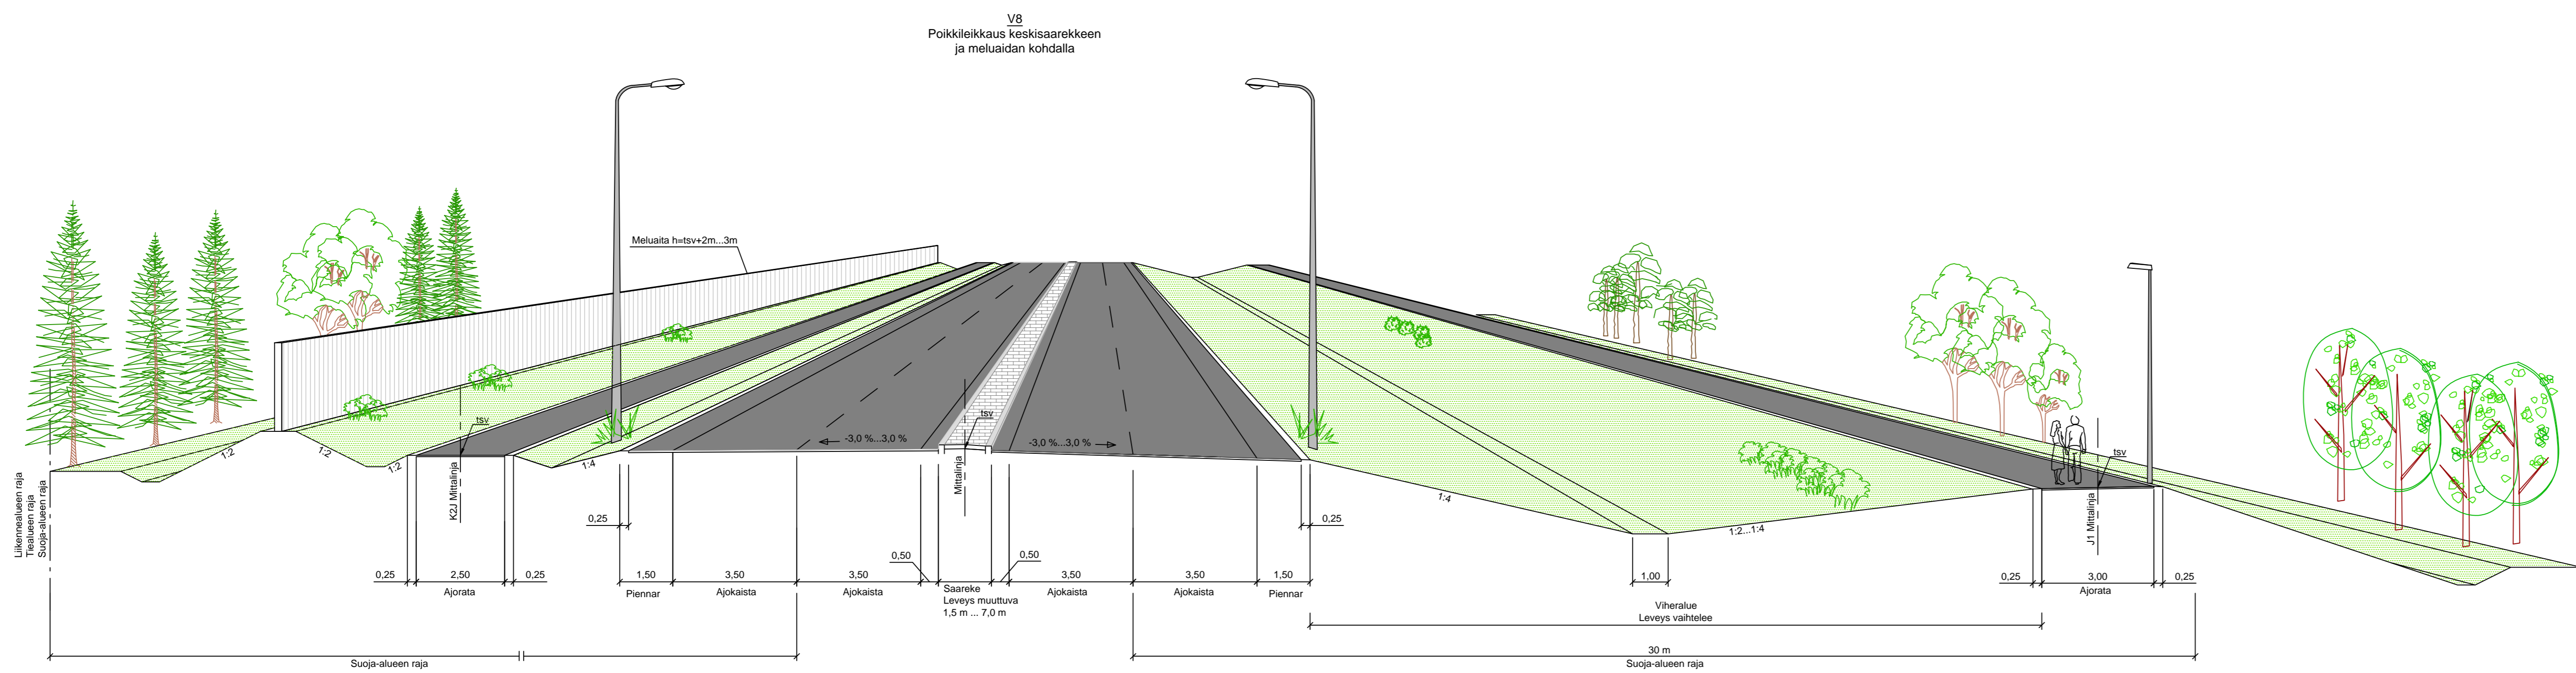 V8
Poikkileikkaus keskisaarekkeen
ja meluaidan kohdalla
Meluaita h=tsv+2m...3m
tsv
tsv
tsv
-3,0 %...3,0 %
-3,0 %...3,0 %
1:2
1:2
1:2
1:4
1:4
1:2...1:4
Liikennealueen raja
Tiealueen raja
Suoja-alueen raja
K2J Mittalinja
Mittalinja
J1 Mittalinja
0,25
0,25
0,50
0,50
0,25
2,50
0,25
1,50
3,50
3,50
3,50
3,50
1,50
1,00
0,25
3,00
0,25
Ajorata
Piennar
Ajokaista
Ajokaista
Saareke
Leveys muuttuva
1,5 m ... 7,0 m
Ajokaista
Ajokaista
Piennar
Ajorata
Viheralue
Leveys vaihtelee
30 m
Suoja-alueen raja
Suoja-alueen raja